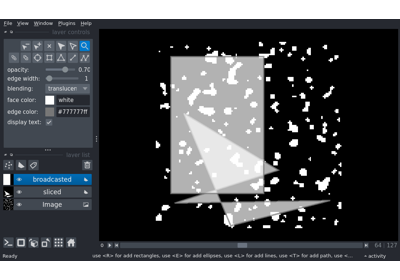 File View Window Plugins Help
layer controls
opacity: 0.70
edge width: 1
blending: translucen
face color: white
edge color: #777777ff
display text:
layer list
broadcasted
sliced
Image
64 127
Ready use <R> for add rectangles, use <E> for add ellipses, use <L> for add lines, use <T> for add path, use <... activity